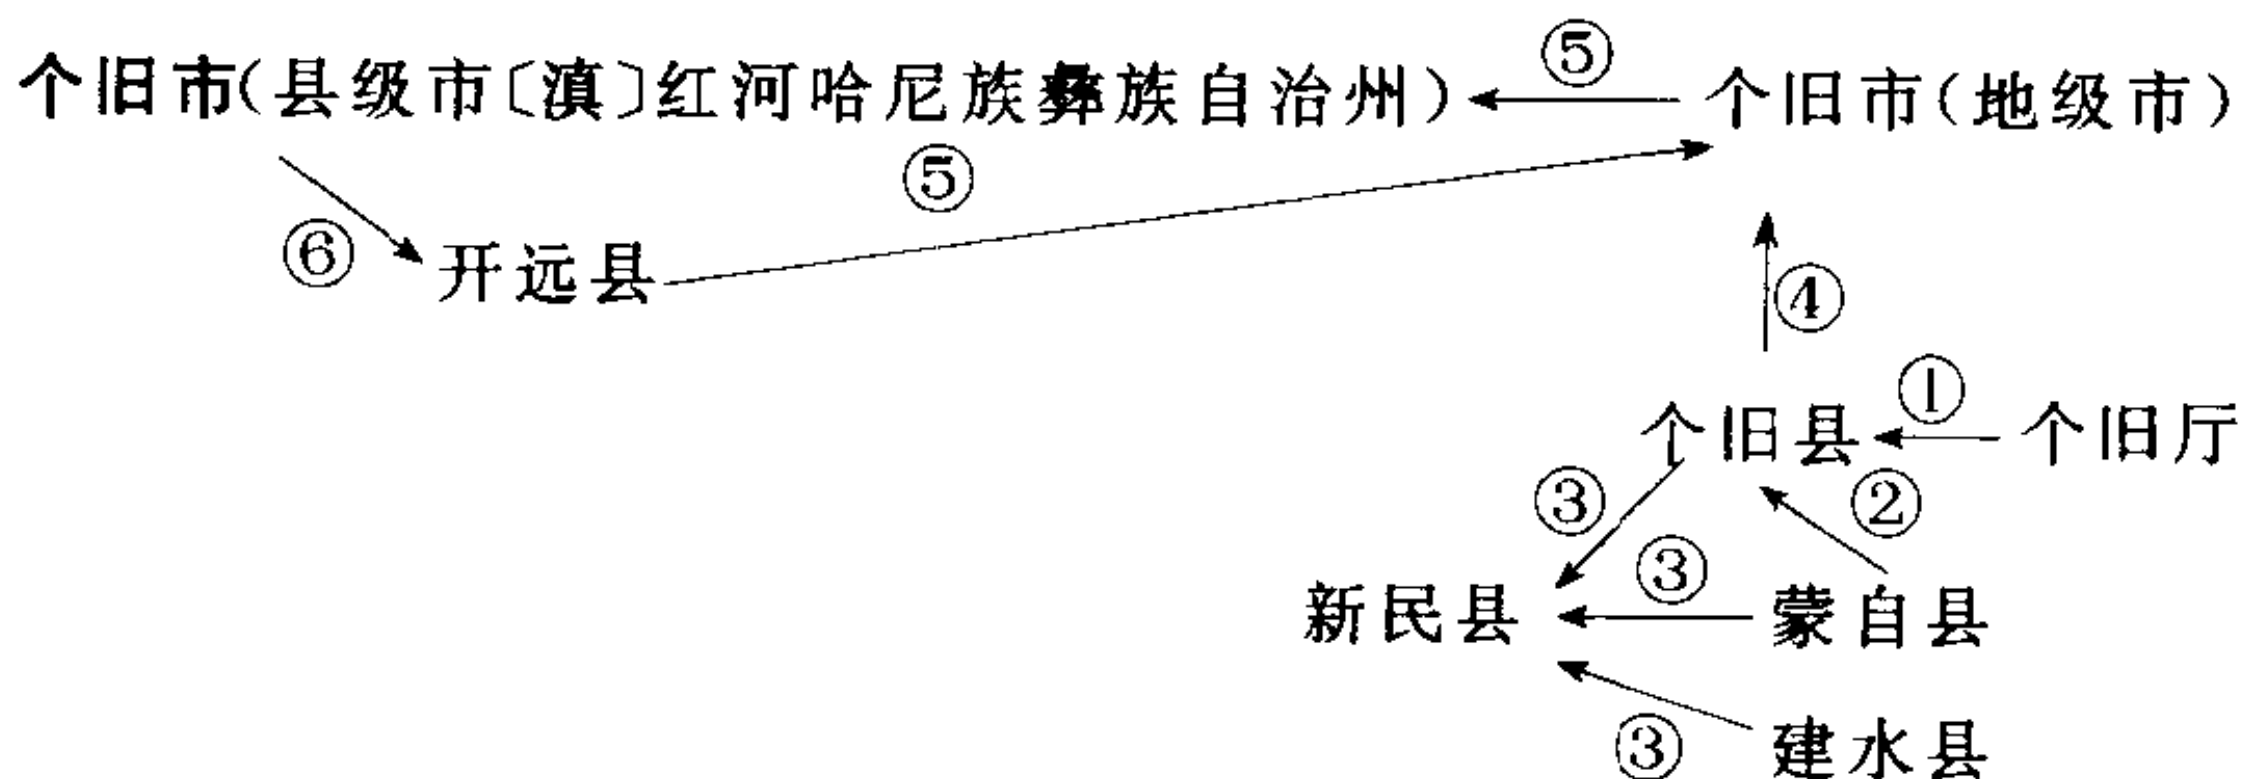 ⑤
个旧市(县级市〔滇〕红河哈尼族彝族自治州) 个旧市(地级市)
⑤
⑥ 开远县
④
①
个旧县 个旧厅
③ ②
③
新民县 蒙自县
③ 建水县